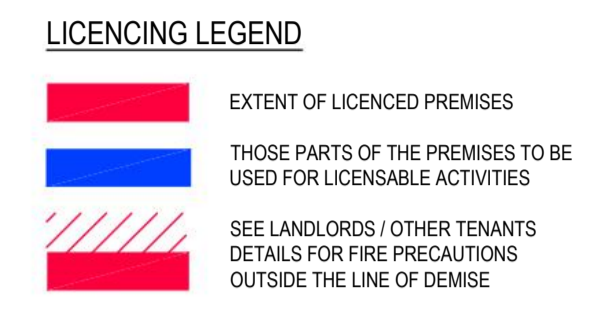 LICENCING LEGEND
EXTENT OF LICENCED PREMISES
THOSE PARTS OF THE PREMISES TO BE
USED FOR LICENSABLE ACTIVITIES
SEE LANDLORDS / OTHER TENANTS
DETAILS FOR FIRE PRECAUTIONS
OUTSIDE THE LINE OF DEMISE